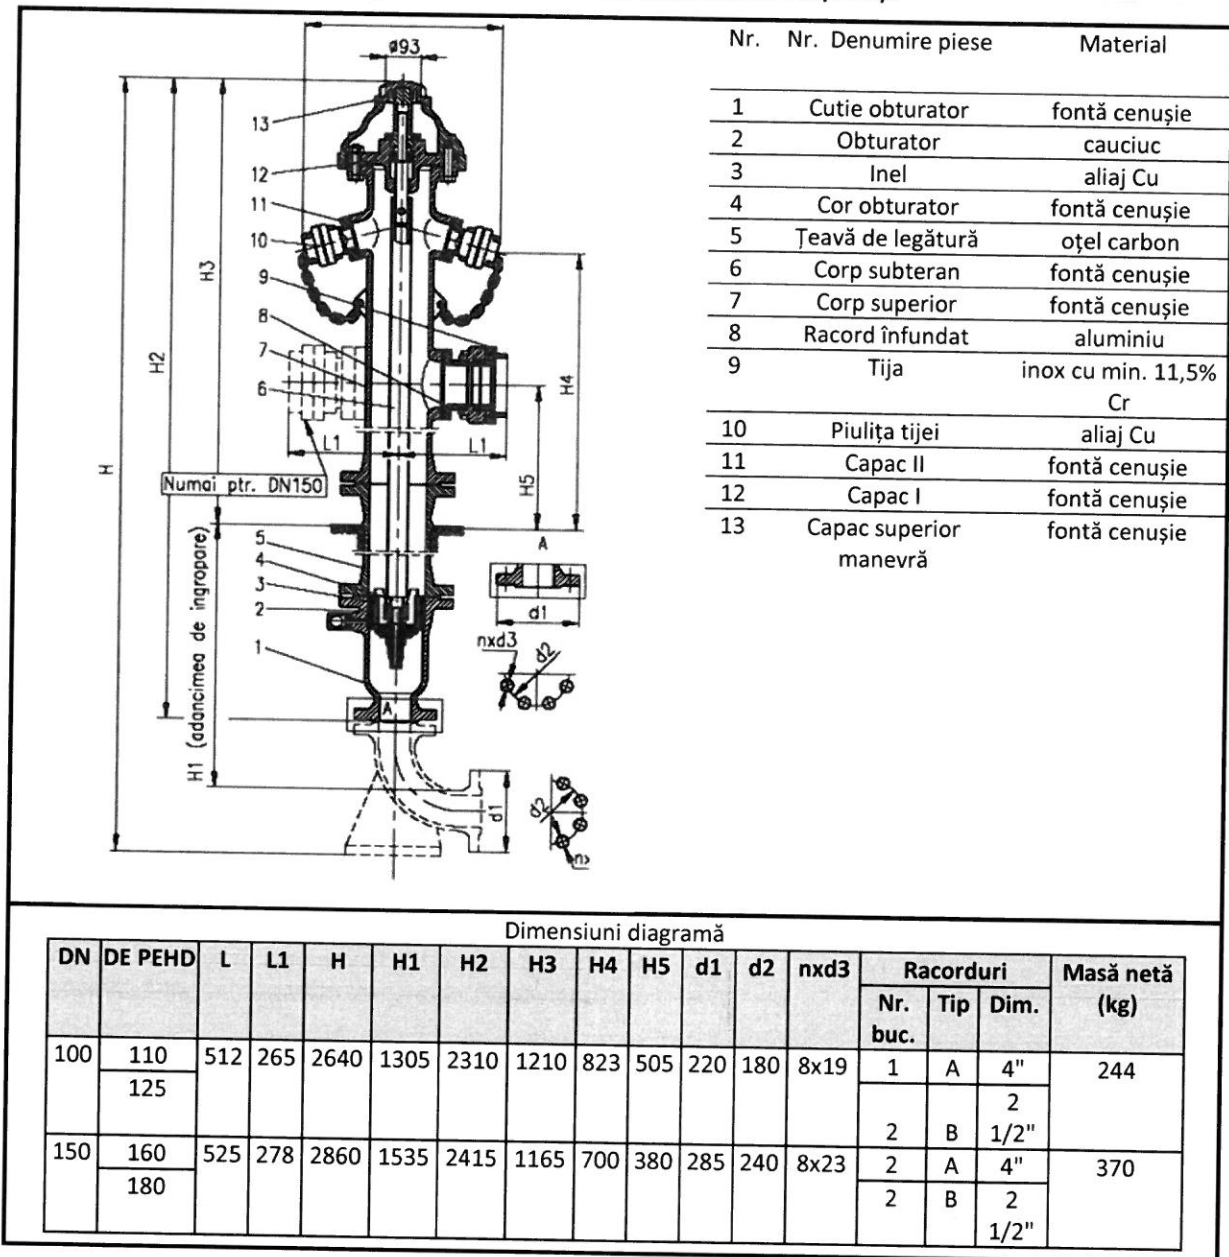 ø93
13
12
11
10
9
8
7
6
H3
H2
H
H4
H5
L1
L1
Numai ptr. DN150
H1 (adancimea de ingropare)
5
4
3
2
1
A
A
d1
nxd3
d2
d1
d2
Nr. Nr. Denumire piese Material
1 Cutie obturator fontă cenușie
2 Obturator cauciuc
3 Inel aliaj Cu
4 Cor obturator fontă cenușie
5 Țeavă de legătură oțel carbon
6 Corp subteran fontă cenușie
7 Corp superior fontă cenușie
8 Racord înfundat aluminiu
9 Tija inox cu min. 11,5%
Cr
10 Piulița tijei aliaj Cu
11 Capac II fontă cenușie
12 Capac I fontă cenușie
13 Capac superior fontă cenușie
manevră
Dimensiuni diagramă
DN DE PEHD L L1 H H1 H2 H3 H4 H5 d1 d2 nxd3 Racorduri Masă netă
Nr. Tip Dim. (kg)
buc.
100 110 512 265 2640 1305 2310 1210 823 505 220 180 8x19 1 A 4" 244
125 2
2 B 1/2"
150 160 525 278 2860 1535 2415 1165 700 380 285 240 8x23 2 A 4" 370
180 2 B 2
1/2"